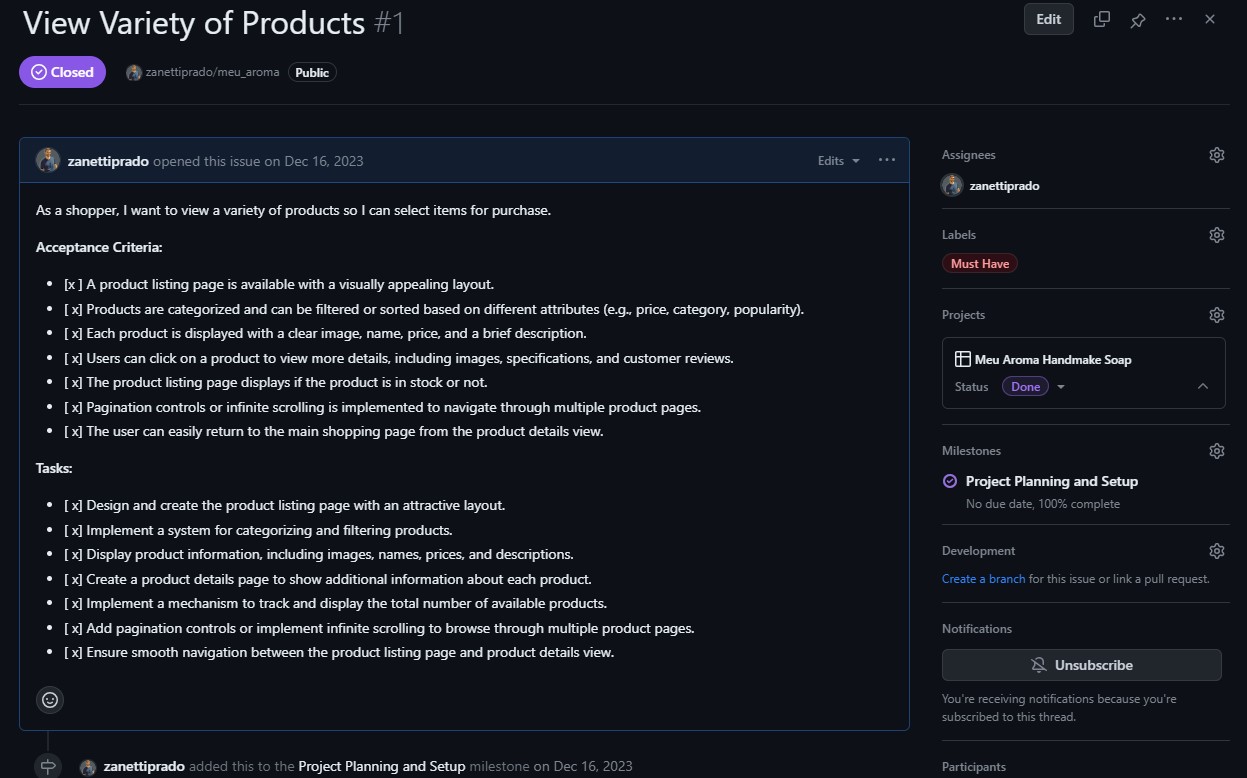 View Variety of Products #1
Edit
Closed
zanettiprado/meu_aroma
Public
zanettiprado opened this issue on Dec 16, 2023
Edits
As a shopper, I want to view a variety of products so I can select items for purchase.
Acceptance Criteria:
• [x ] A product listing page is available with a visually appealing layout.
• [ x] Products are categorized and can be filtered or sorted based on different attributes (e.g., price, category, popularity).
• [ x] Each product is displayed with a clear image, name, price, and a brief description.
• [ x] Users can click on a product to view more details, including images, specifications, and customer reviews.
• [ x] The product listing page displays if the product is in stock or not.
• [ x] Pagination controls or infinite scrolling is implemented to navigate through multiple product pages.
• [ x] The user can easily return to the main shopping page from the product details view.
Tasks:
• [ x] Design and create the product listing page with an attractive layout.
• [ x] Implement a system for categorizing and filtering products.
• [ x] Display product information, including images, names, prices, and descriptions.
• [ x] Create a product details page to show additional information about each product.
• [ x] Implement a mechanism to track and display the total number of available products.
• [ x] Add pagination controls or implement infinite scrolling to browse through multiple product pages.
• [ x] Ensure smooth navigation between the product listing page and product details view.
zanettiprado added this to the Project Planning and Setup milestone on Dec 16, 2023
Assignees
zanettiprado
Labels
Must Have
Projects
Meu Aroma Handmake Soap
Status Done
Milestones
Project Planning and Setup
No due date, 100% complete
Development
Create a branch for this issue or link a pull request.
Notifications
Unsubscribe
You're receiving notifications because you're
subscribed to this thread.
Participants